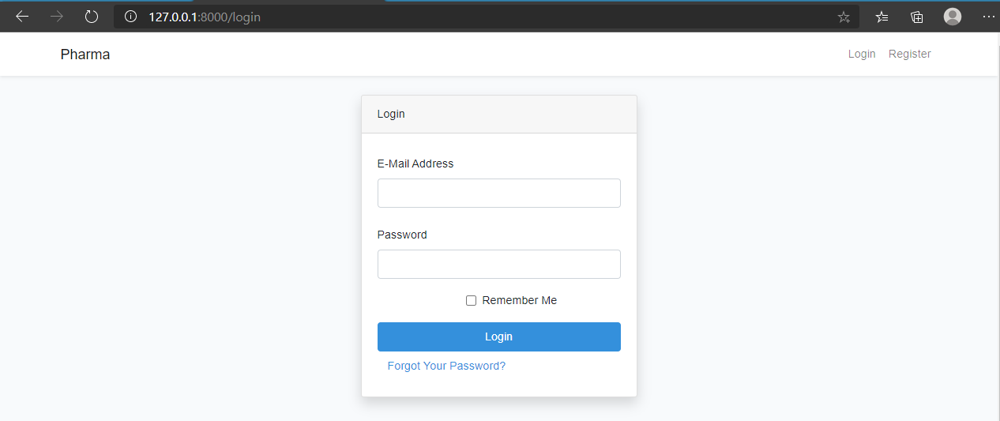 127.0.0.1:8000/login
Pharma
Login Register
Login
E-Mail Address
Password
Remember Me
Login
Forgot Your Password?